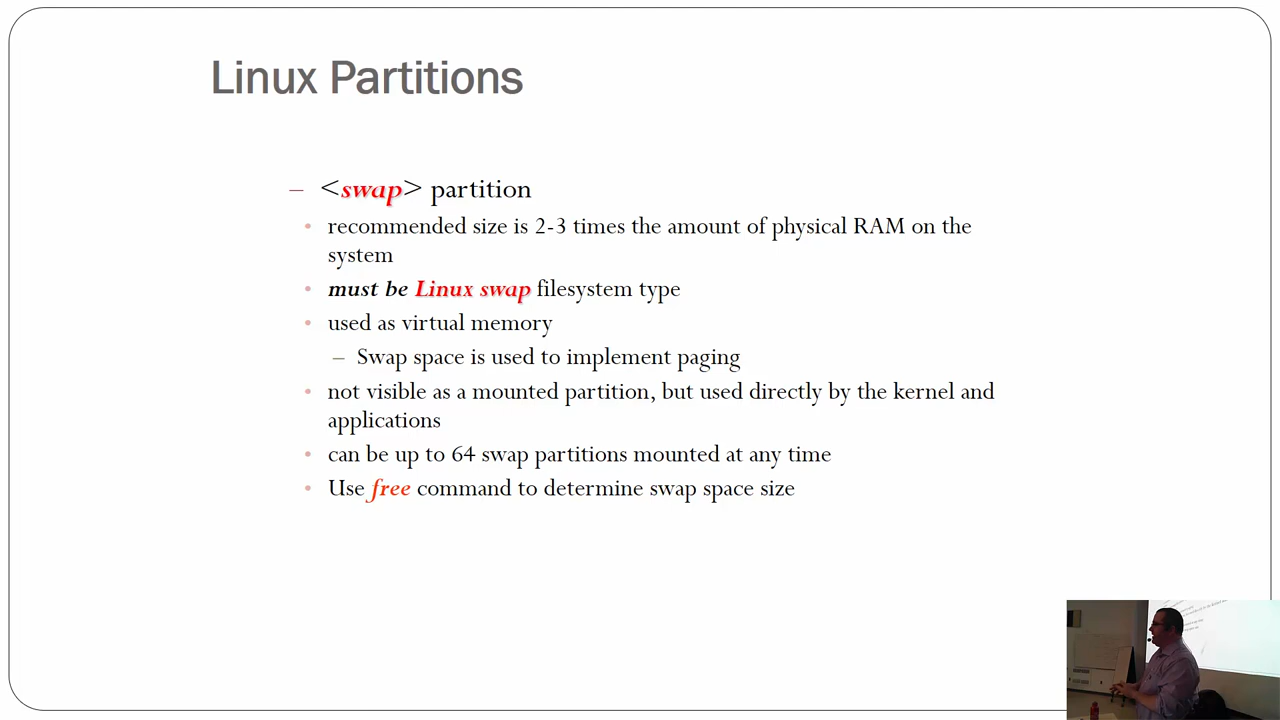 Linux Partitions
– <swap> partition
• recommended size is 2-3 times the amount of physical RAM on the
system
• must be Linux swap filesystem type
• used as virtual memory
– Swap space is used to implement paging
• not visible as a mounted partition, but used directly by the kernel and
applications
• can be up to 64 swap partitions mounted at any time
• Use free command to determine swap space size